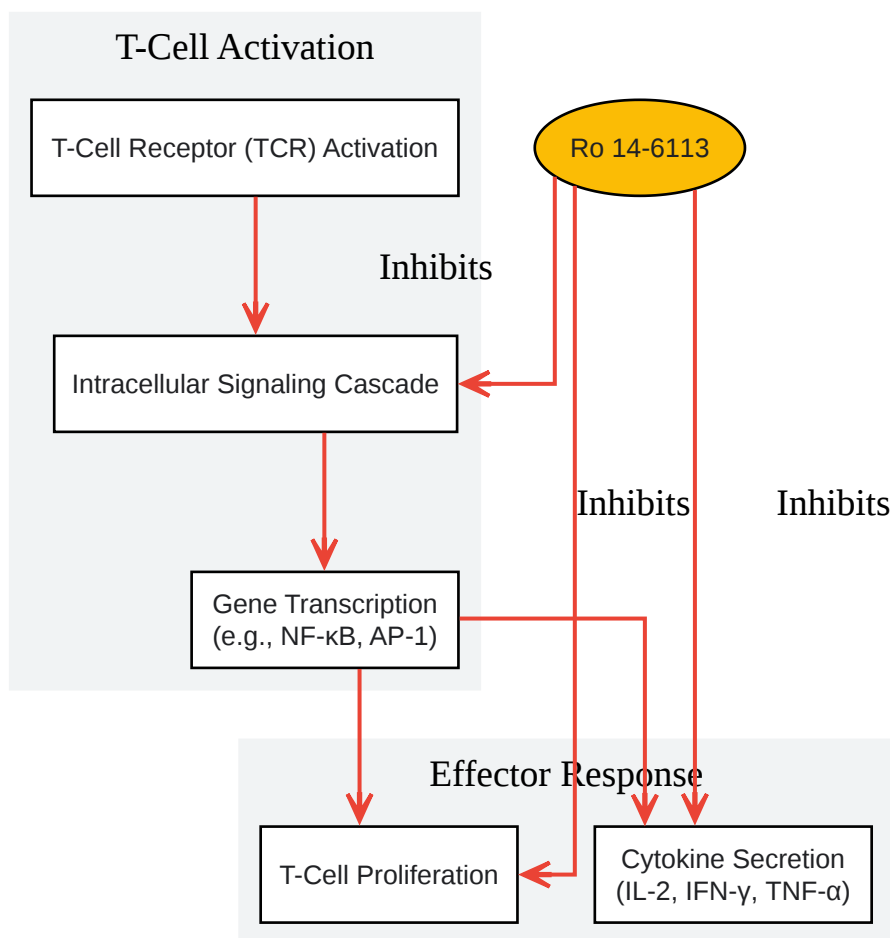 T-Cell Activation
T-Cell Receptor (TCR) Activation
Ro 14-6113
Inhibits
Intracellular Signaling Cascade
Inhibits
Inhibits
Gene Transcription
(e.g., NF-κB, AP-1)
Effector Response
T-Cell Proliferation
Cytokine Secretion
(IL-2, IFN-γ, TNF-α)